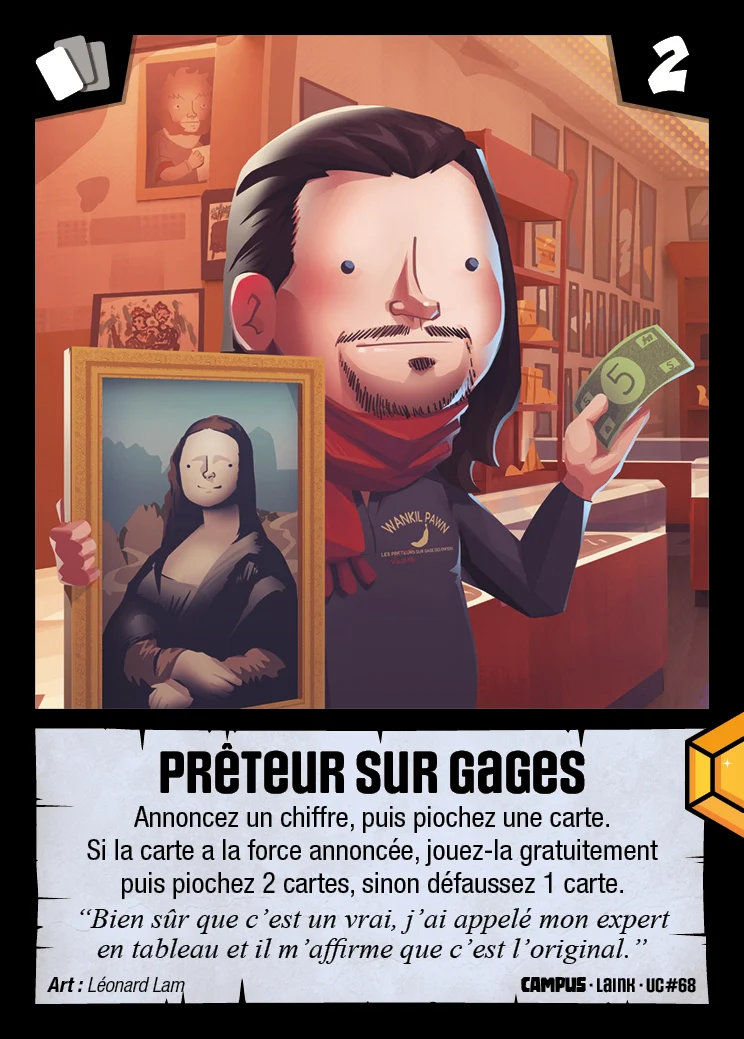 2
5
WANKIL PAWN
PRÊTEUR SUR GAGES
Annoncez un chiffre, puis piochez une carte.
Si la carte a la force annoncée, jouez-la gratuitement
puis piochez 2 cartes, sinon défaussez 1 carte.
“Bien sûr que c’est un vrai, j’ai appelé mon expert
en tableau et il m’affirme que c’est l’original.”
Art : Léonard Lam
CAMPUS · Laink · UC#68